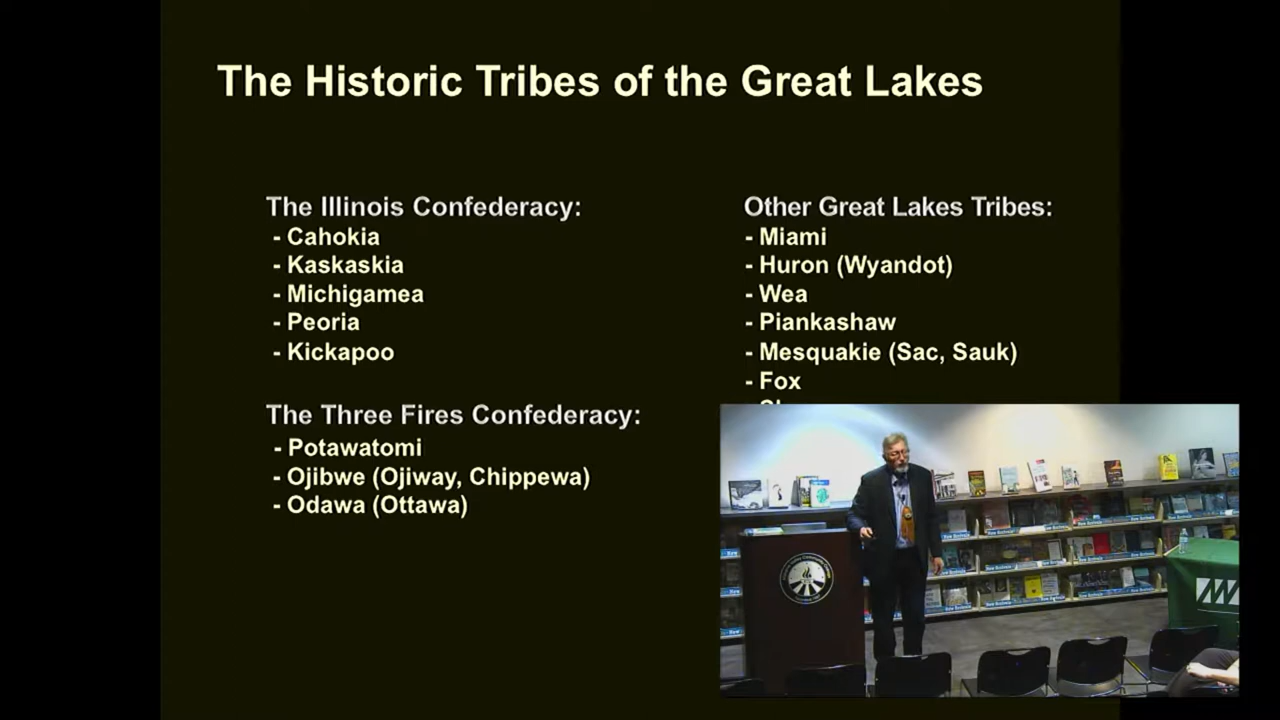 The Historic Tribes of the Great Lakes
The Illinois Confederacy:
- Cahokia
- Kaskaskia
- Michigamea
- Peoria
- Kickapoo
The Three Fires Confederacy:
- Potawatomi
- Ojibwe (Ojiway, Chippewa)
- Odawa (Ottawa)
Other Great Lakes Tribes:
- Miami
- Huron (Wyandot)
- Wea
- Piankashaw
- Mesquakie (Sac, Sauk)
- Fox